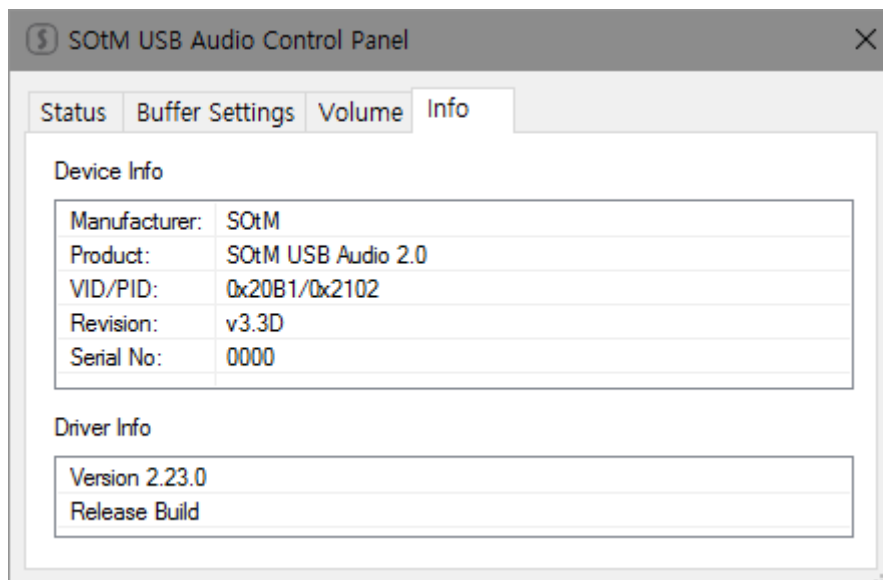 SOtM USB Audio Control Panel
Status Buffer Settings Volume Info
Device Info
Manufacturer: SOtM
Product: SOtM USB Audio 2.0
VID/PID: 0x20B1/0x2102
Revision: v3.3D
Serial No: 0000
Driver Info
Version 2.23.0
Release Build